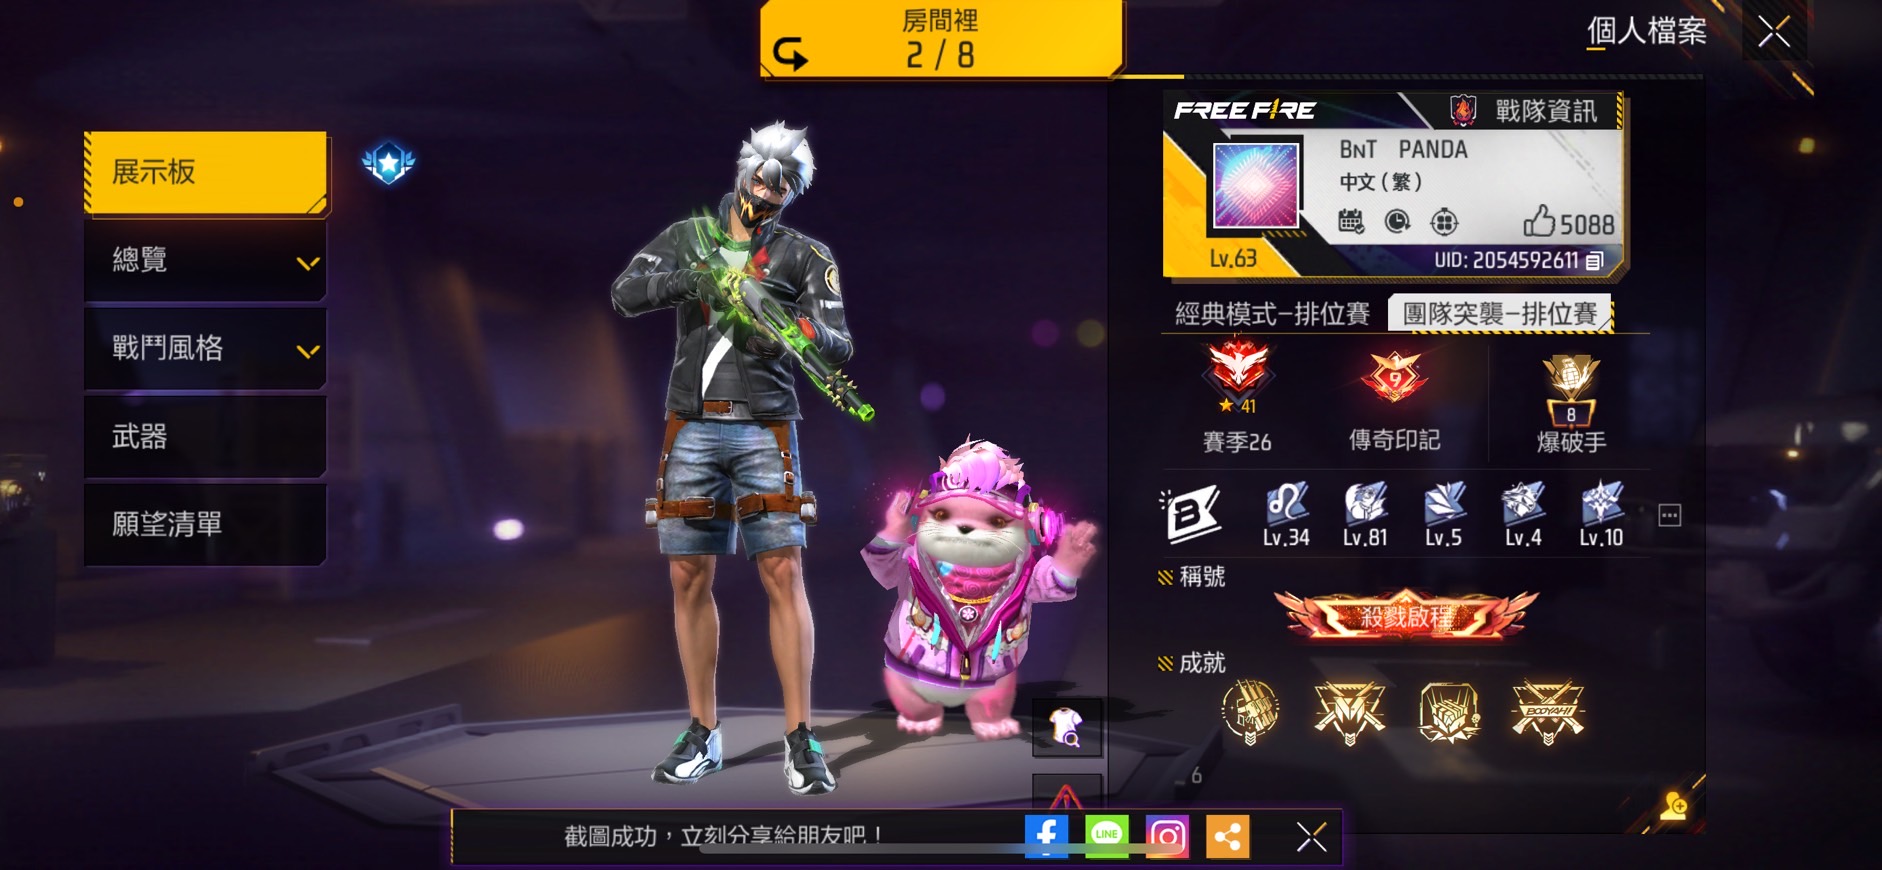 房間裡
2 / 8
個人檔案
展示板
總覽
戰鬥風格
武器
願望清單
FREE FIRE
戰隊資訊
BNT PANDA
中文(繁)
5088
Lv.63
UID: 2054592611
經典模式-排位賽
團隊突襲-排位賽
41
9
8
賽季26
傳奇印記
爆破手
B
Lv.34
Lv.81
Lv.5
Lv.4
Lv.10
稱號
殺戮啟程
成就
BOOYAH!
6
截圖成功，立刻分享給朋友吧！
LINE